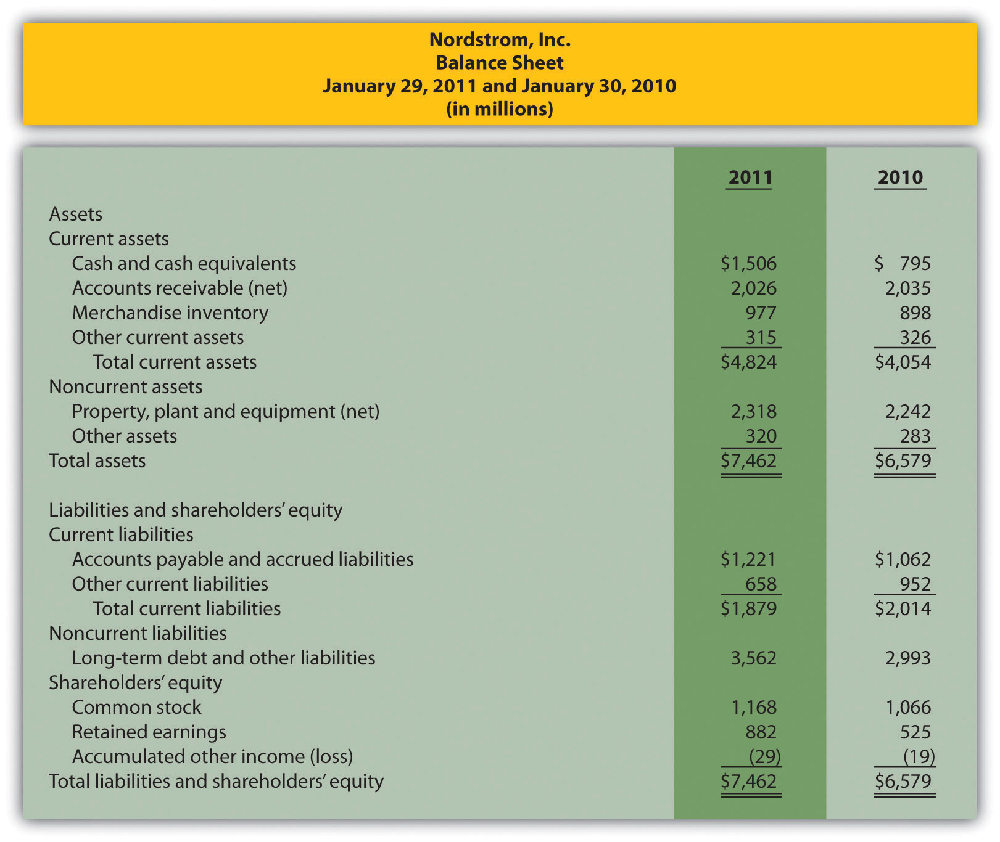 Nordstrom, Inc.
Balance Sheet
January 29, 2011 and January 30, 2010
(in millions)
2011 2010
Assets
Current assets
Cash and cash equivalents $1,506 $ 795
Accounts receivable (net) 2,026 2,035
Merchandise inventory 977 898
Other current assets 315 326
Total current assets $4,824 $4,054
Noncurrent assets
Property, plant and equipment (net) 2,318 2,242
Other assets 320 283
Total assets $7,462 $6,579
Liabilities and shareholders’ equity
Current liabilities
Accounts payable and accrued liabilities $1,221 $1,062
Other current liabilities 658 952
Total current liabilities $1,879 $2,014
Noncurrent liabilities
Long-term debt and other liabilities 3,562 2,993
Shareholders’ equity
Common stock 1,168 1,066
Retained earnings 882 525
Accumulated other income (loss) (29) (19)
Total liabilities and shareholders’ equity $7,462 $6,579